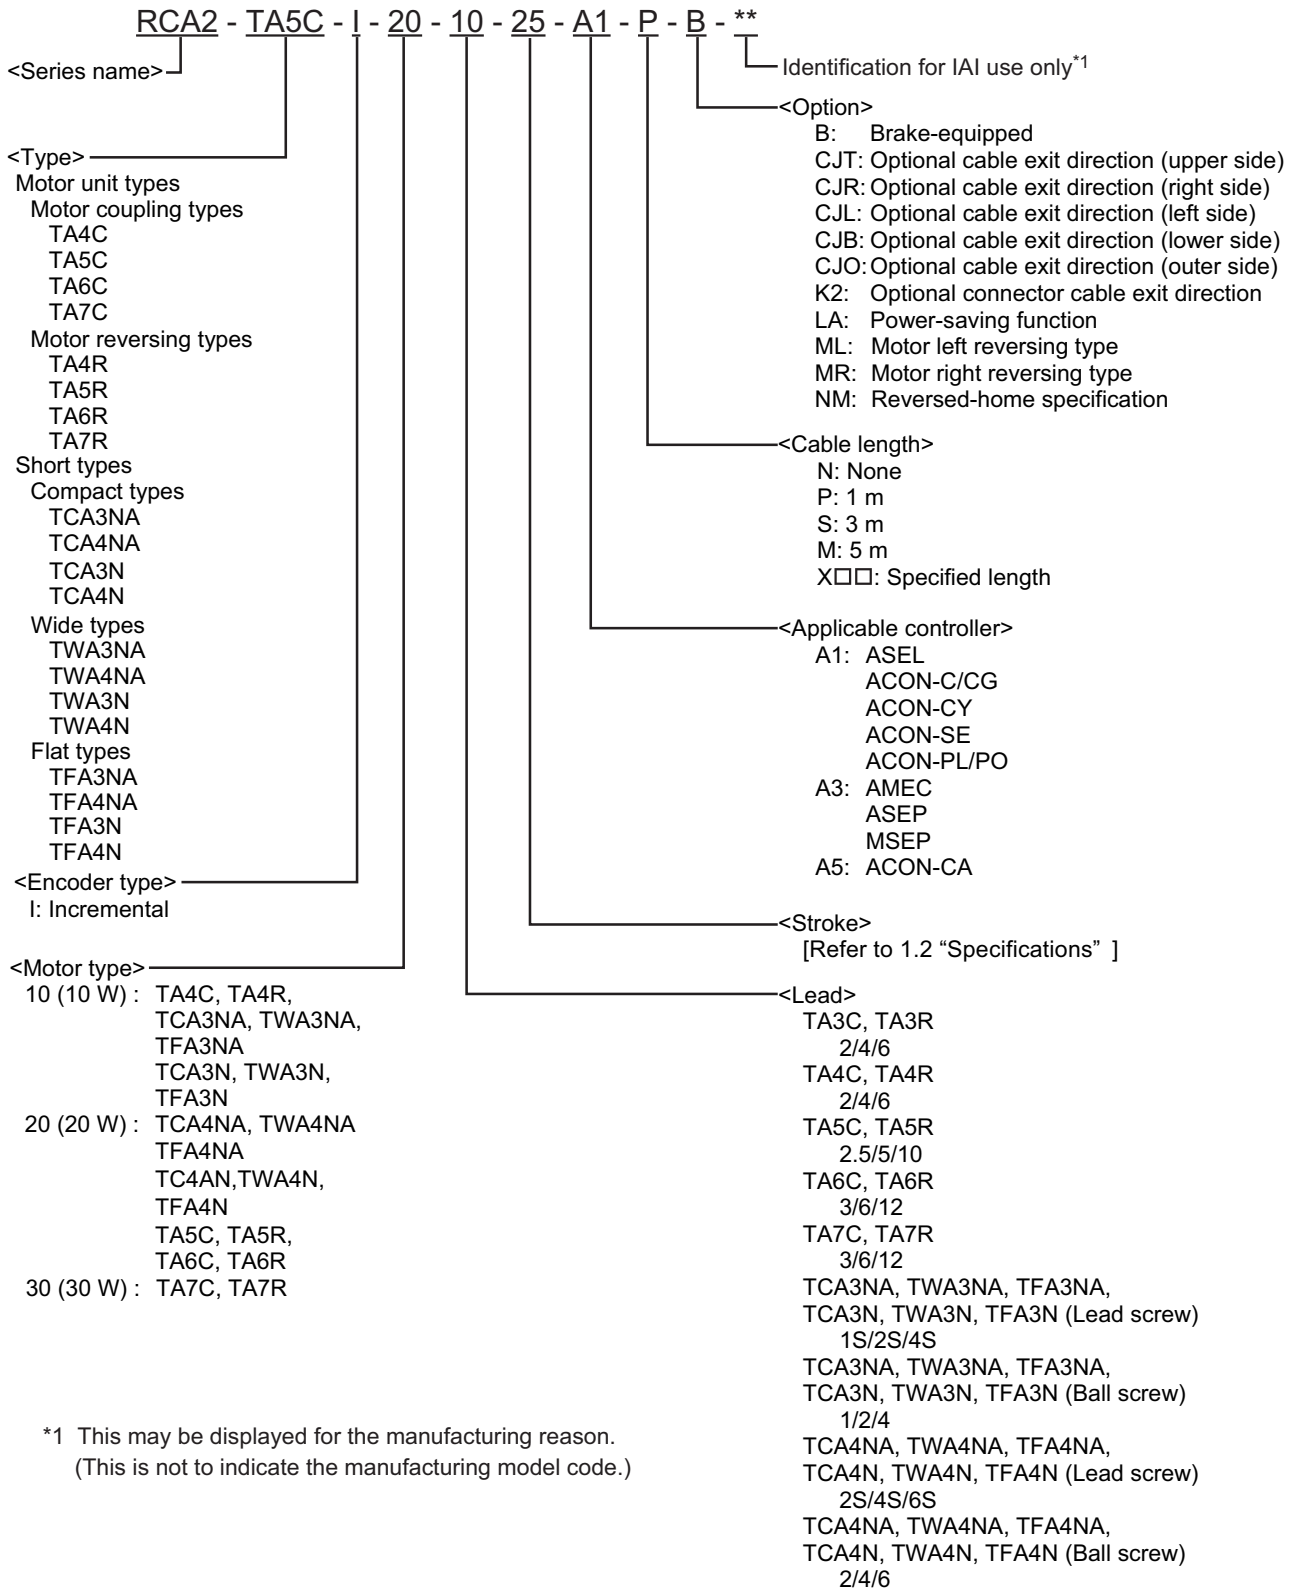 RCA2 - TA5C - I - 20 - 10 - 25 - A1 - P - B - **
<Series name>
<Type>
Motor unit types
Motor coupling types
TA4C
TA5C
TA6C
TA7C
Motor reversing types
TA4R
TA5R
TA6R
TA7R
Short types
Compact types
TCA3NA
TCA4NA
TCA3N
TCA4N
Wide types
TWA3NA
TWA4NA
TWA3N
TWA4N
Flat types
TFA3NA
TFA4NA
TFA3N
TFA4N
<Encoder type>
I: Incremental
<Motor type>
10 (10 W) : TA4C, TA4R,
TCA3NA, TWA3NA,
TFA3NA
TCA3N, TWA3N,
TFA3N
20 (20 W) : TCA4NA, TWA4NA
TFA4NA
TC4AN,TWA4N,
TFA4N
TA5C, TA5R,
TA6C, TA6R
30 (30 W) : TA7C, TA7R
Identification for IAI use only*1
<Option>
B: Brake-equipped
CJT: Optional cable exit direction (upper side)
CJR: Optional cable exit direction (right side)
CJL: Optional cable exit direction (left side)
CJB: Optional cable exit direction (lower side)
CJO: Optional cable exit direction (outer side)
K2: Optional connector cable exit direction
LA: Power-saving function
ML: Motor left reversing type
MR: Motor right reversing type
NM: Reversed-home specification
<Cable length>
N: None
P: 1 m
S: 3 m
M: 5 m
X□□: Specified length
<Applicable controller>
A1: ASEL
ACON-C/CG
ACON-CY
ACON-SE
ACON-PL/PO
A3: AMEC
ASEP
MSEP
A5: ACON-CA
<Stroke>
[Refer to 1.2 “Specifications” ]
<Lead>
TA3C, TA3R
2/4/6
TA4C, TA4R
2/4/6
TA5C, TA5R
2.5/5/10
TA6C, TA6R
3/6/12
TA7C, TA7R
3/6/12
TCA3NA, TWA3NA, TFA3NA,
TCA3N, TWA3N, TFA3N (Lead screw)
1S/2S/4S
TCA3NA, TWA3NA, TFA3NA,
TCA3N, TWA3N, TFA3N (Ball screw)
1/2/4
TCA4NA, TWA4NA, TFA4NA,
TCA4N, TWA4N, TFA4N (Lead screw)
2S/4S/6S
TCA4NA, TWA4NA, TFA4NA,
TCA4N, TWA4N, TFA4N (Ball screw)
2/4/6
*1 This may be displayed for the manufacturing reason.
(This is not to indicate the manufacturing model code.)